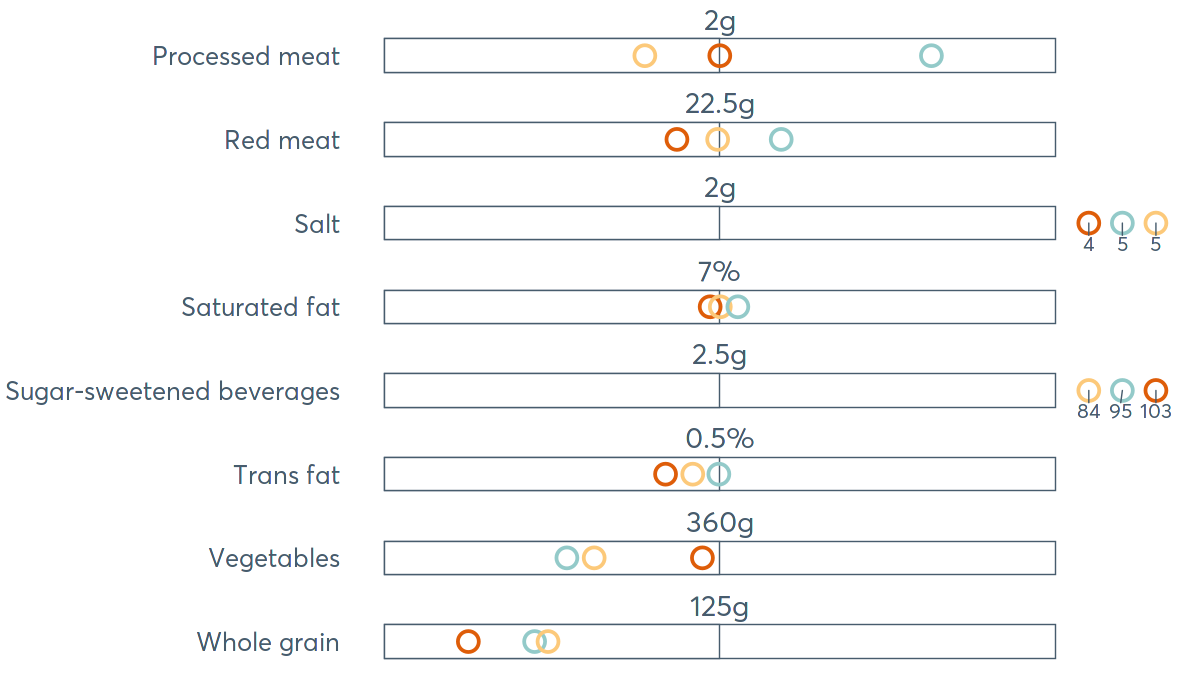 2g
Processed meat
22.5g
Red meat
2g
Salt
4 5 5
7%
Saturated fat
2.5g
Sugar-sweetened beverages
84 95 103
0.5%
Trans fat
360g
Vegetables
125g
Whole grain